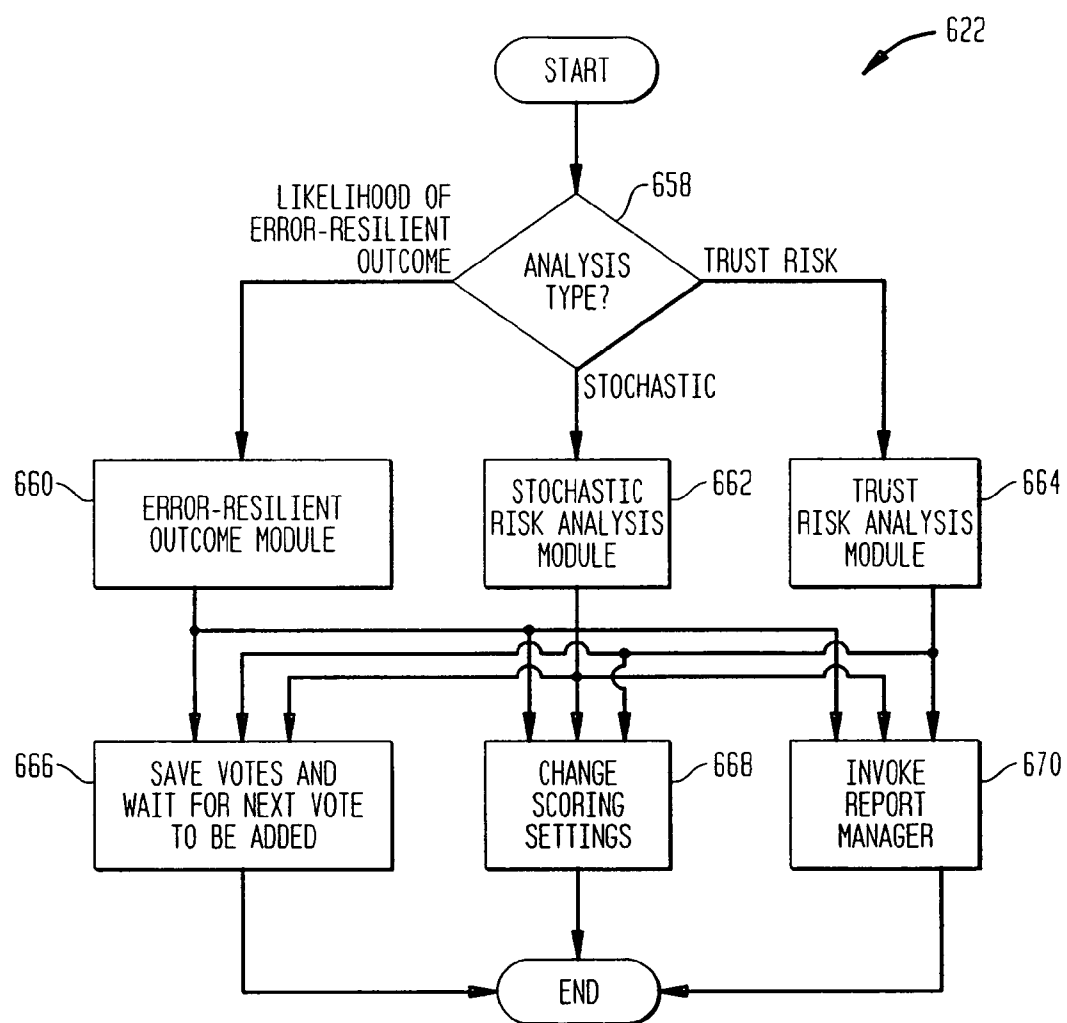 622
START
LIKELIHOOD OF
ERROR-RESILIENT
OUTCOME
658
ANALYSIS
TYPE?
TRUST RISK
STOCHASTIC
660
ERROR-RESILIENT
OUTCOME MODULE
STOCHASTIC
RISK ANALYSIS
MODULE
662
TRUST
RISK ANALYSIS
MODULE
664
666
SAVE VOTES AND
WAIT FOR NEXT VOTE
TO BE ADDED
CHANGE
SCORING
SETTINGS
668
INVOKE
REPORT
MANAGER
670
END